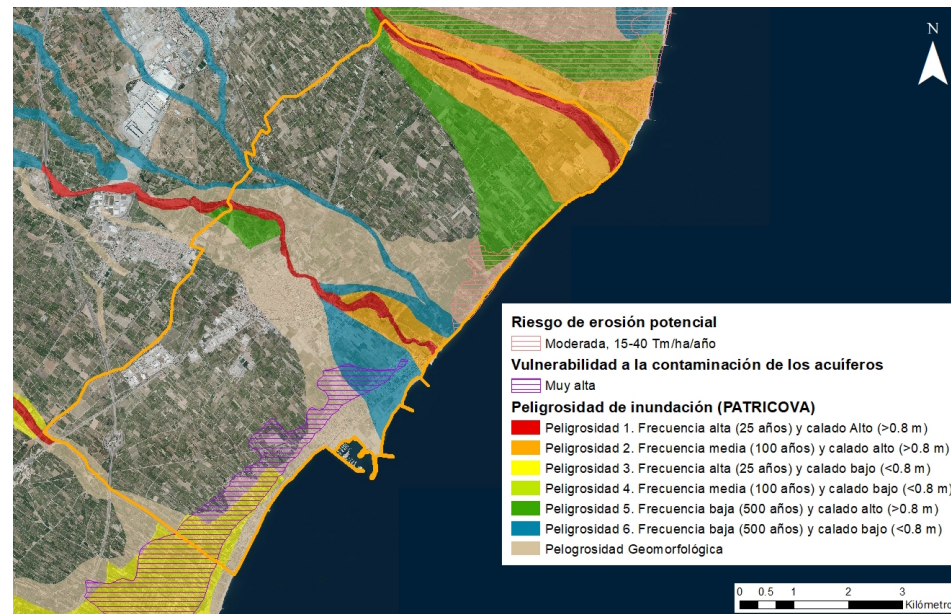 N
Riesgo de erosión potencial
Moderada, 15-40 Tm/ha/año
Vulnerabilidad a la contaminación de los acuíferos
Muy alta
Peligrosidad de inundación (PATRICOVA)
Peligrosidad 1. Frecuencia alta (25 años) y calado Alto (>0.8 m)
Peligrosidad 2. Frecuencia media (100 años) y calado alto (>0.8 m)
Peligrosidad 3. Frecuencia alta (25 años) y calado bajo (<0.8 m)
Peligrosidad 4. Frecuencia media (100 años) y calado bajo (<0.8 m)
Peligrosidad 5. Frecuencia baja (500 años) y calado alto (>0.8 m)
Peligrosidad 6. Frecuencia baja (500 años) y calado bajo (<0.8 m)
Pelogrosidad Geomorfológica
0 0.5 1 2 3
Kilómetro